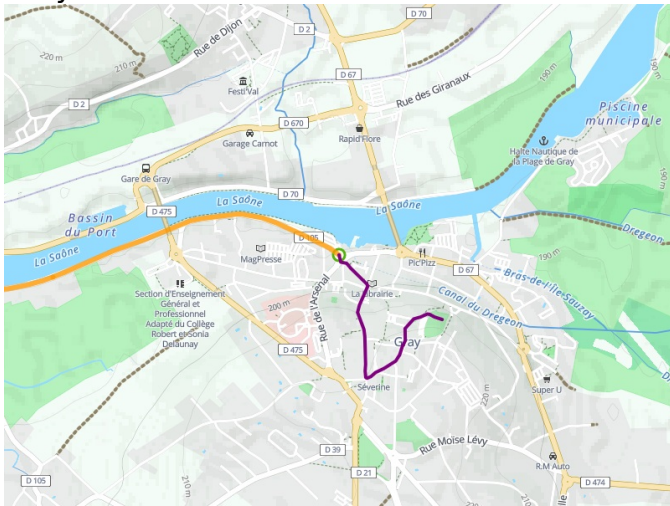 D 70
D 2
Rue de Dijon
220 m
210 m
D 67
190 m
190 m
190 m
Festi'Val
Rue des Giranaux
Piscine
municipale
D 2
D 670
Garage Carnot
Rapid'Flore
Halte Nautique de
la Plage de Gray
Gare de Gray
D 70
La Saône
La Saône
D 475
Bassin
du Port
Dregeon
La Saône
MagPresse
Pic'Pizz
D 67
Bras-de-l'Île-Sauzay
Section d'Enseignement
Général et
Professionnel
Adapté du Collège
Robert et Sonia
Delaunay
200 m
Rue de l'Arsenal
La Librairie ...
Canal du Dregeon
D 475
Gray
Séverine
Super U
220 m
Rue Moïse Lévy
D 39
D 21
R.M Auto
D 105
210 m
D 474